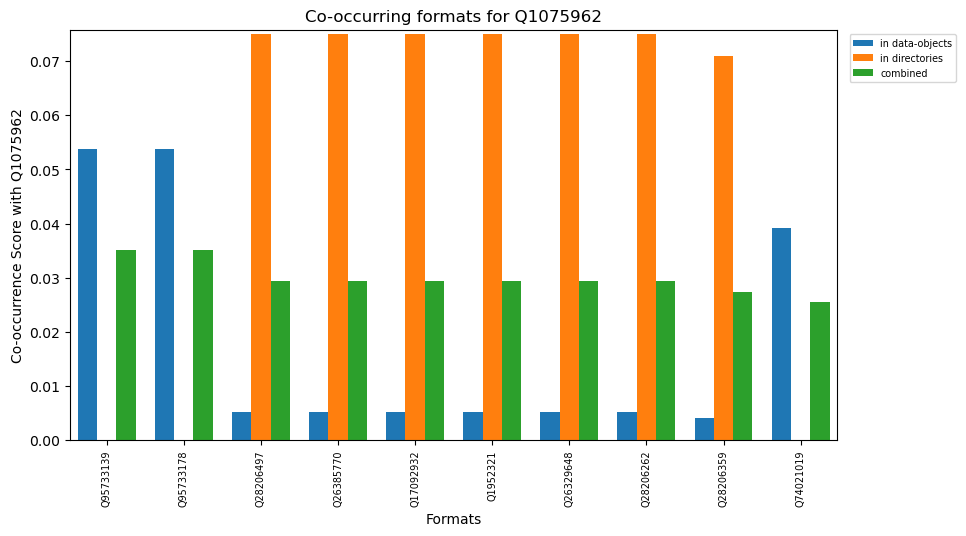 Co-occurring formats for Q1075962
in data-objects
in directories
combined
Co-occurrence Score with Q1075962
0.07
0.06
0.05
0.04
0.03
0.02
0.01
0.00
Q95733139
Q95733178
Q28206497
Q26385770
Q17092932
Q1952321
Q26329648
Q28206262
Q28206359
Q74021019
Formats